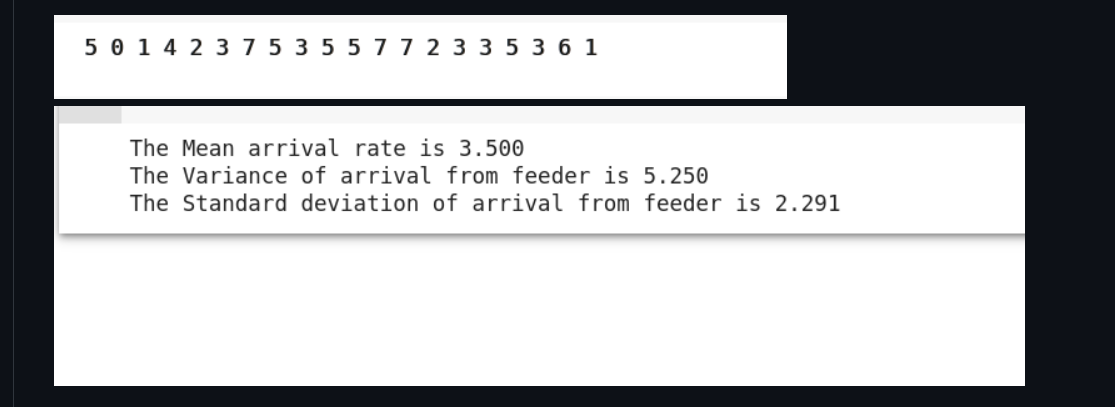 5 0 1 4 2 3 7 5 3 5 5 7 7 2 3 3 5 3 6 1
The Mean arrival rate is 3.500
The Variance of arrival from feeder is 5.250
The Standard deviation of arrival from feeder is 2.291